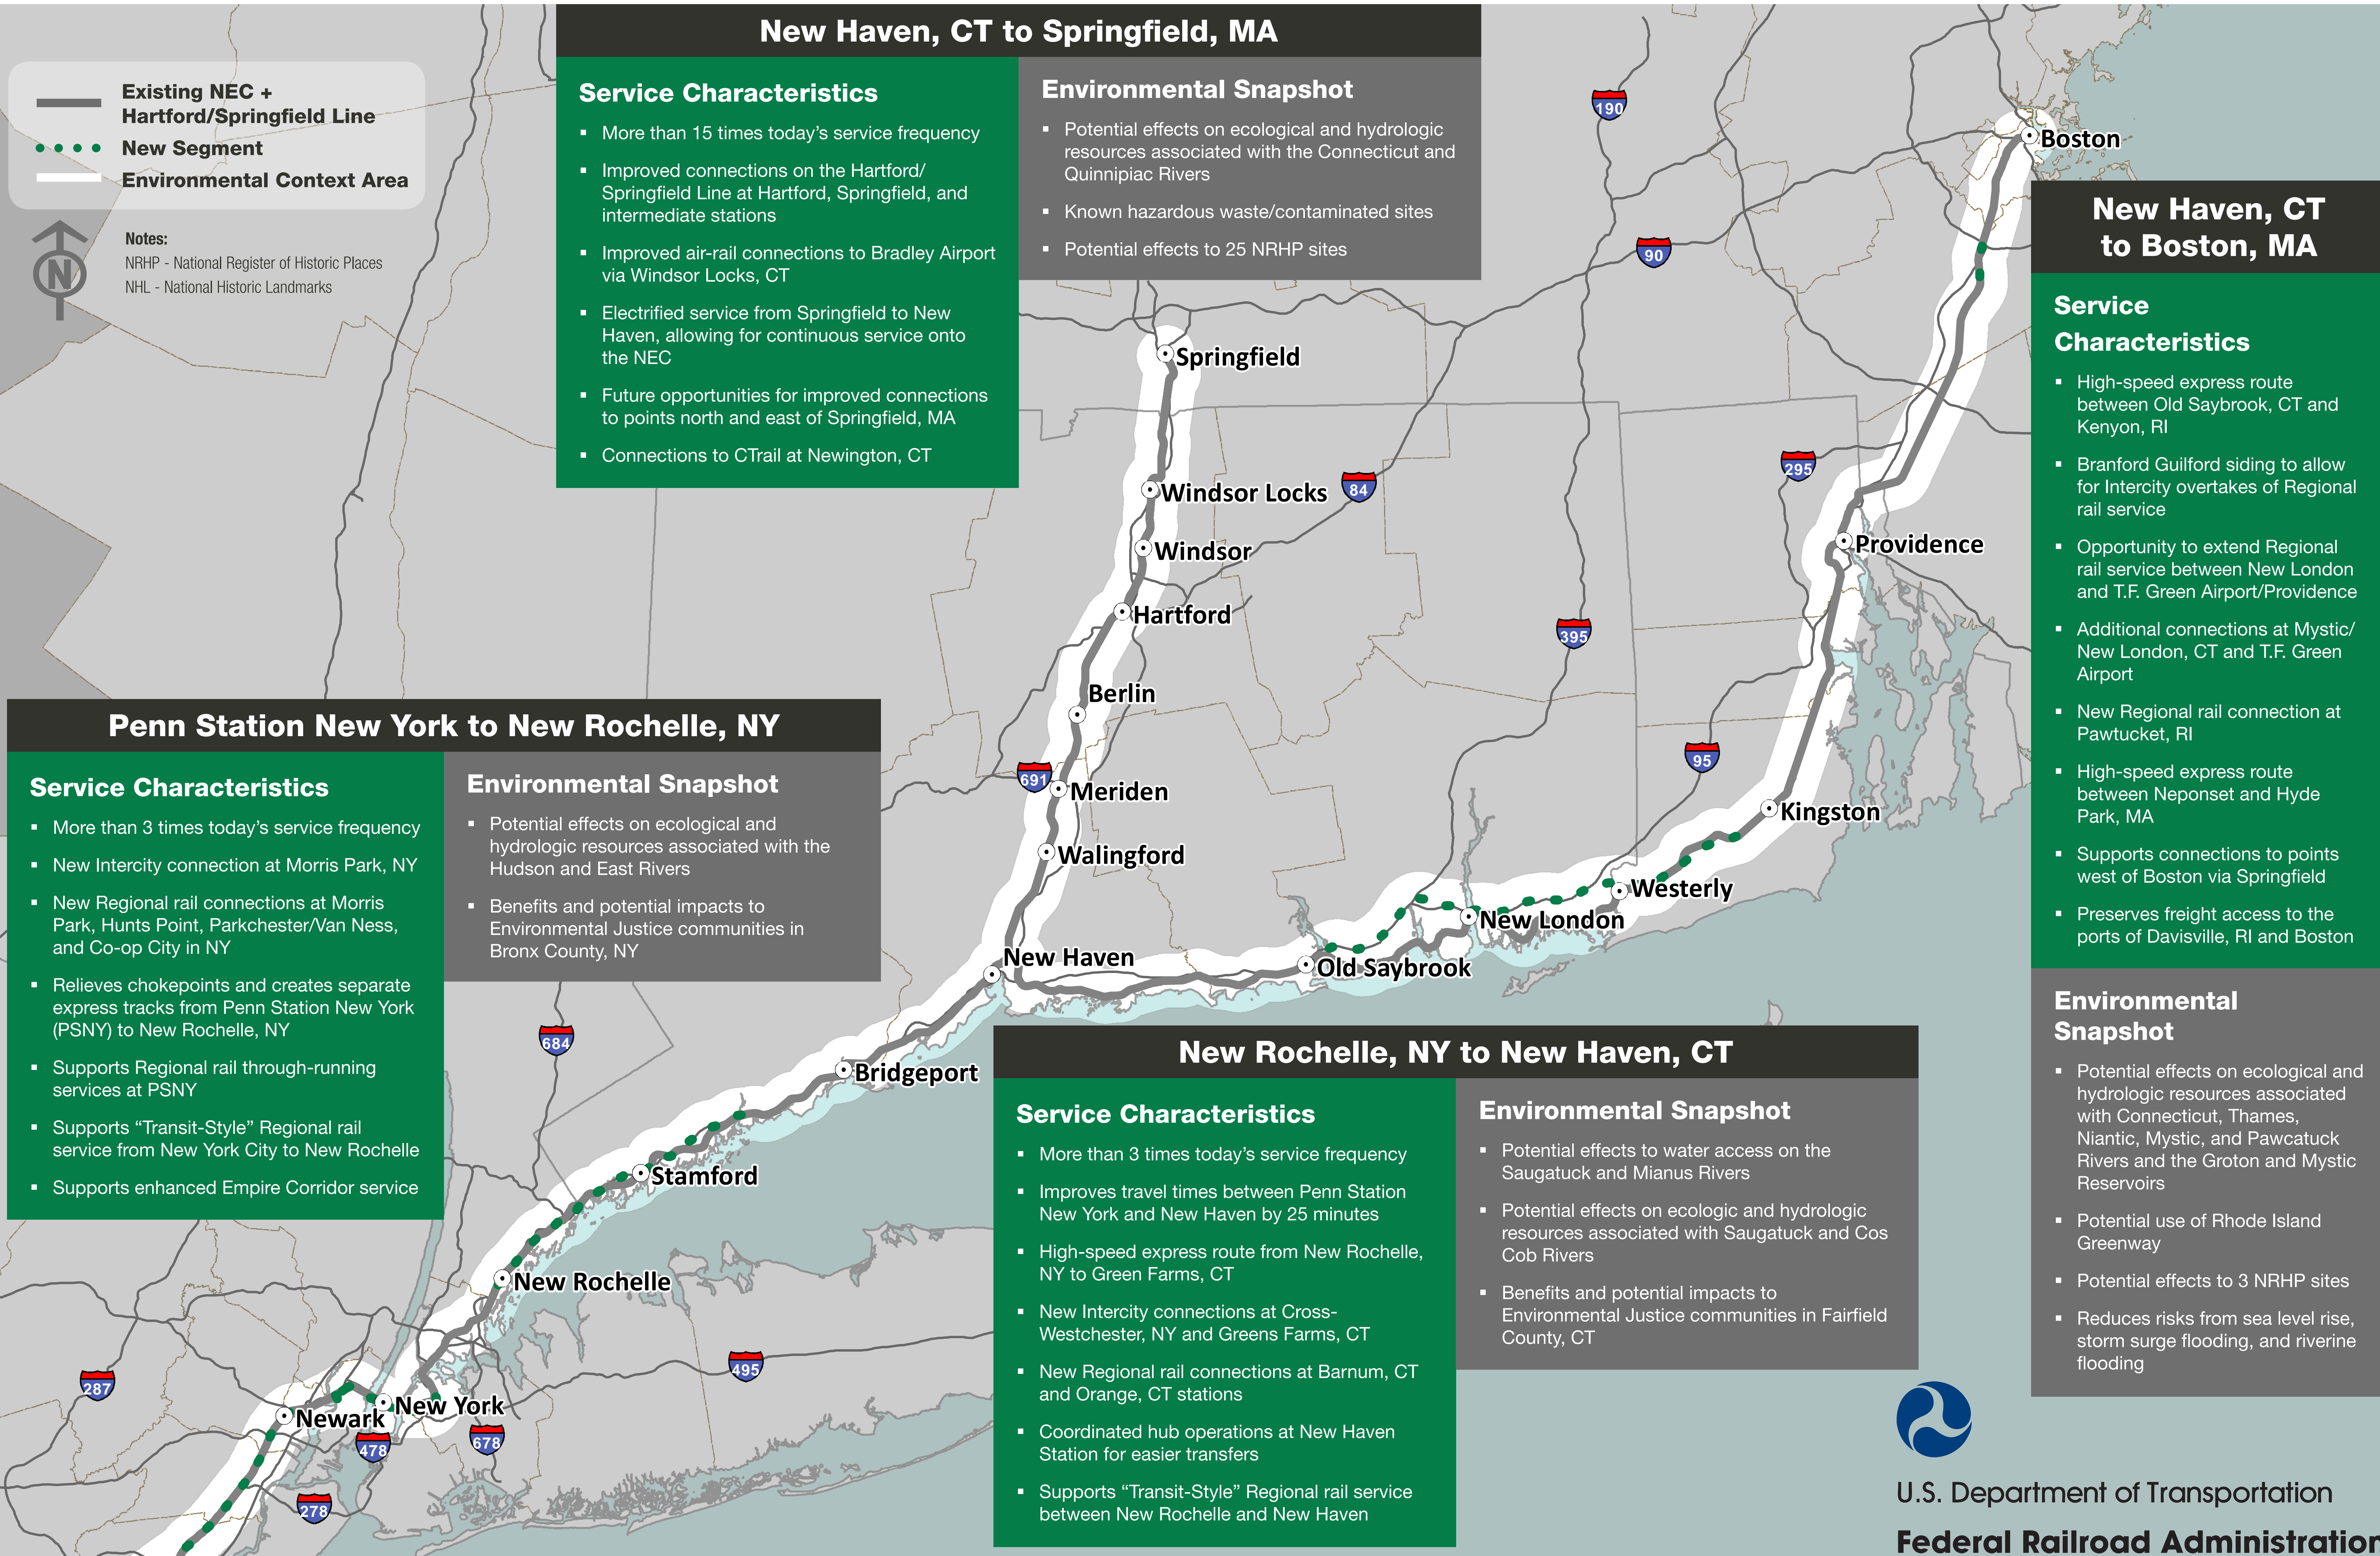 New Haven, CT to Springfield, MA
Service Characteristics
▪ More than 15 times today’s service frequency
▪ Improved connections on the Hartford/
Springfield Line at Hartford, Springfield, and
intermediate stations
▪ Improved air-rail connections to Bradley Airport
via Windsor Locks, CT
▪ Electrified service from Springfield to New
Haven, allowing for continuous service onto
the NEC
▪ Future opportunities for improved connections
to points north and east of Springfield, MA
▪ Connections to CTrail at Newington, CT
Environmental Snapshot
▪ Potential effects on ecological and hydrologic
resources associated with the Connecticut and
Quinnipiac Rivers
▪ Known hazardous waste/contaminated sites
▪ Potential effects to 25 NRHP sites
Existing NEC +
Hartford/Springfield Line
New Segment
Environmental Context Area
N
Notes:
NRHP - National Register of Historic Places
NHL - National Historic Landmarks
190
90
84
295
395
95
691
684
495
287
478
678
278
Boston
Springfield
Windsor Locks
Windsor
Hartford
Berlin
Meriden
Walingford
New Haven
Providence
Kingston
Westerly
New London
Old Saybrook
Bridgeport
Stamford
New Rochelle
New York
Newark
New Haven, CT
to Boston, MA
Service
Characteristics
▪ High-speed express route
between Old Saybrook, CT and
Kenyon, RI
▪ Branford Guilford siding to allow
for Intercity overtakes of Regional
rail service
▪ Opportunity to extend Regional
rail service between New London
and T.F. Green Airport/Providence
▪ Additional connections at Mystic/
New London, CT and T.F. Green
Airport
▪ New Regional rail connection at
Pawtucket, RI
▪ High-speed express route
between Neponset and Hyde
Park, MA
▪ Supports connections to points
west of Boston via Springfield
▪ Preserves freight access to the
ports of Davisville, RI and Boston
Environmental
Snapshot
▪ Potential effects on ecological and
hydrologic resources associated
with Connecticut, Thames,
Niantic, Mystic, and Pawcatuck
Rivers and the Groton and Mystic
Reservoirs
▪ Potential use of Rhode Island
Greenway
▪ Potential effects to 3 NRHP sites
▪ Reduces risks from sea level rise,
storm surge flooding, and riverine
flooding
Penn Station New York to New Rochelle, NY
Service Characteristics
▪ More than 3 times today’s service frequency
▪ New Intercity connection at Morris Park, NY
▪ New Regional rail connections at Morris
Park, Hunts Point, Parkchester/Van Ness,
and Co-op City in NY
▪ Relieves chokepoints and creates separate
express tracks from Penn Station New York
(PSNY) to New Rochelle, NY
▪ Supports Regional rail through-running
services at PSNY
▪ Supports “Transit-Style” Regional rail
service from New York City to New Rochelle
▪ Supports enhanced Empire Corridor service
Environmental Snapshot
▪ Potential effects on ecological and
hydrologic resources associated with the
Hudson and East Rivers
▪ Benefits and potential impacts to
Environmental Justice communities in
Bronx County, NY
New Rochelle, NY to New Haven, CT
Service Characteristics
▪ More than 3 times today’s service frequency
▪ Improves travel times between Penn Station
New York and New Haven by 25 minutes
▪ High-speed express route from New Rochelle,
NY to Green Farms, CT
▪ New Intercity connections at Cross-
Westchester, NY and Greens Farms, CT
▪ New Regional rail connections at Barnum, CT
and Orange, CT stations
▪ Coordinated hub operations at New Haven
Station for easier transfers
▪ Supports “Transit-Style” Regional rail service
between New Rochelle and New Haven
Environmental Snapshot
▪ Potential effects to water access on the
Saugatuck and Mianus Rivers
▪ Potential effects on ecologic and hydrologic
resources associated with Saugatuck and Cos
Cob Rivers
▪ Benefits and potential impacts to
Environmental Justice communities in Fairfield
County, CT
U.S. Department of Transportation
Federal Railroad Administration